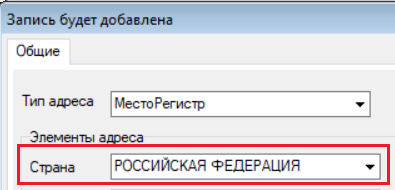 Запись будет добавлена
Общие
Тип адреса МестоРегистр
Элементы адреса
Страна РОССИЙСКАЯ ФЕДЕРАЦИЯ